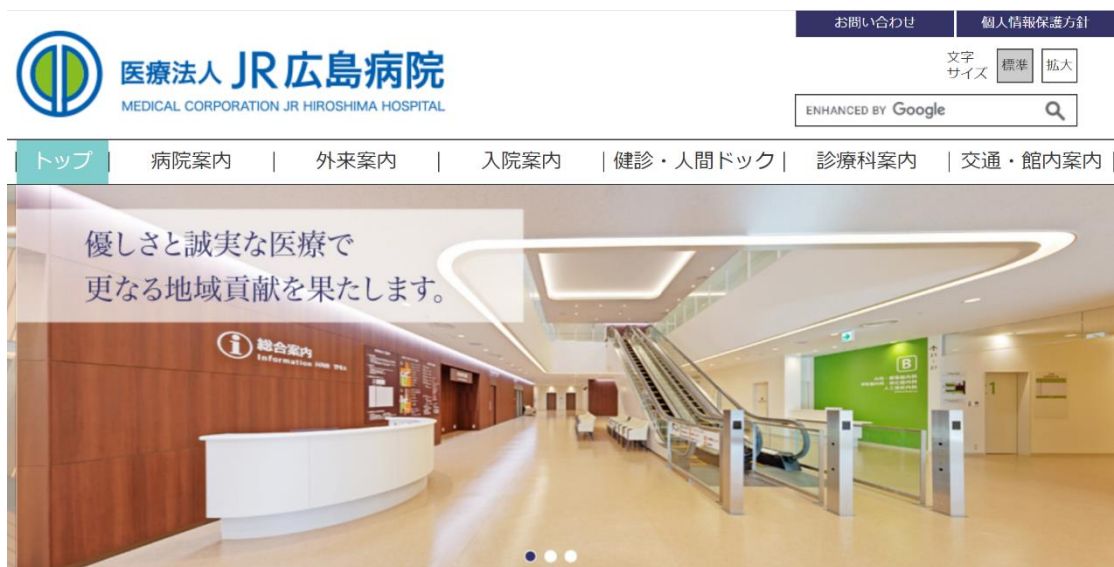 お問い合わせ
個人情報保護方針
医療法人 JR広島病院
MEDICAL CORPORATION JR HIROSHIMA HOSPITAL
文字
サイズ
標準
拡大
ENHANCED BY Google
トップ | 病院案内 | 外来案内 | 入院案内 | 健診・人間ドック | 診療科案内 | 交通・館内案内
優しさと誠実な医療で
更なる地域貢献を果たします。
総合案内
Information
B
1